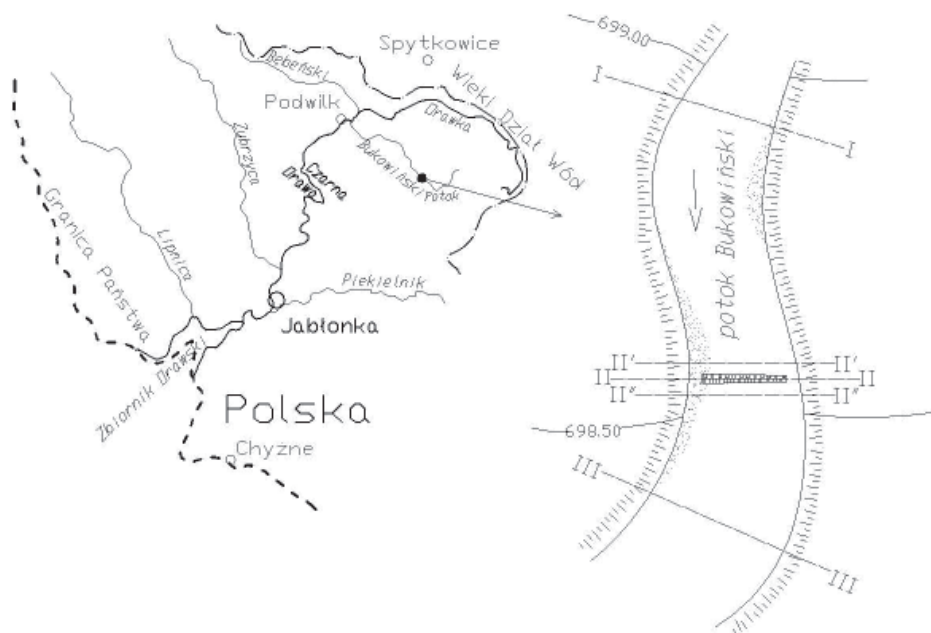 Spytkowice
Bębeński
Podwilk
Orawka
Wielki Dział Wód
Bukowiński Potok
Zubrzyca
Czarna
Orawa
Granica Państwa
Lipnica
Piekielnik
Jabłonka
Zbiornik Orawski
Polska
Chyżne
699.00
I
I
potok Bukowiński
II' II'
II II
II" II"
698.50
III
III